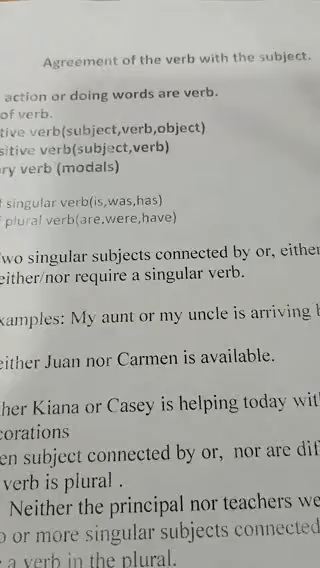 Agreement of the verb with the subject.
action or doing words are verb.
of verb.
tive verb(subject,verb,object)
sitive verb(subject,verb)
ry verb (modals)
singular verb(is,was,has)
plural verb(are,were,have)
wo singular subjects connected by or, either
either/nor require a singular verb.
xamples: My aunt or my uncle is arriving b
either Juan nor Carmen is available.
her Kiana or Casey is helping today wit
corations
en subject connected by or, nor are dif
verb is plural .
Neither the principal nor teachers we
o or more singular subjects connected
a verb in the plural.